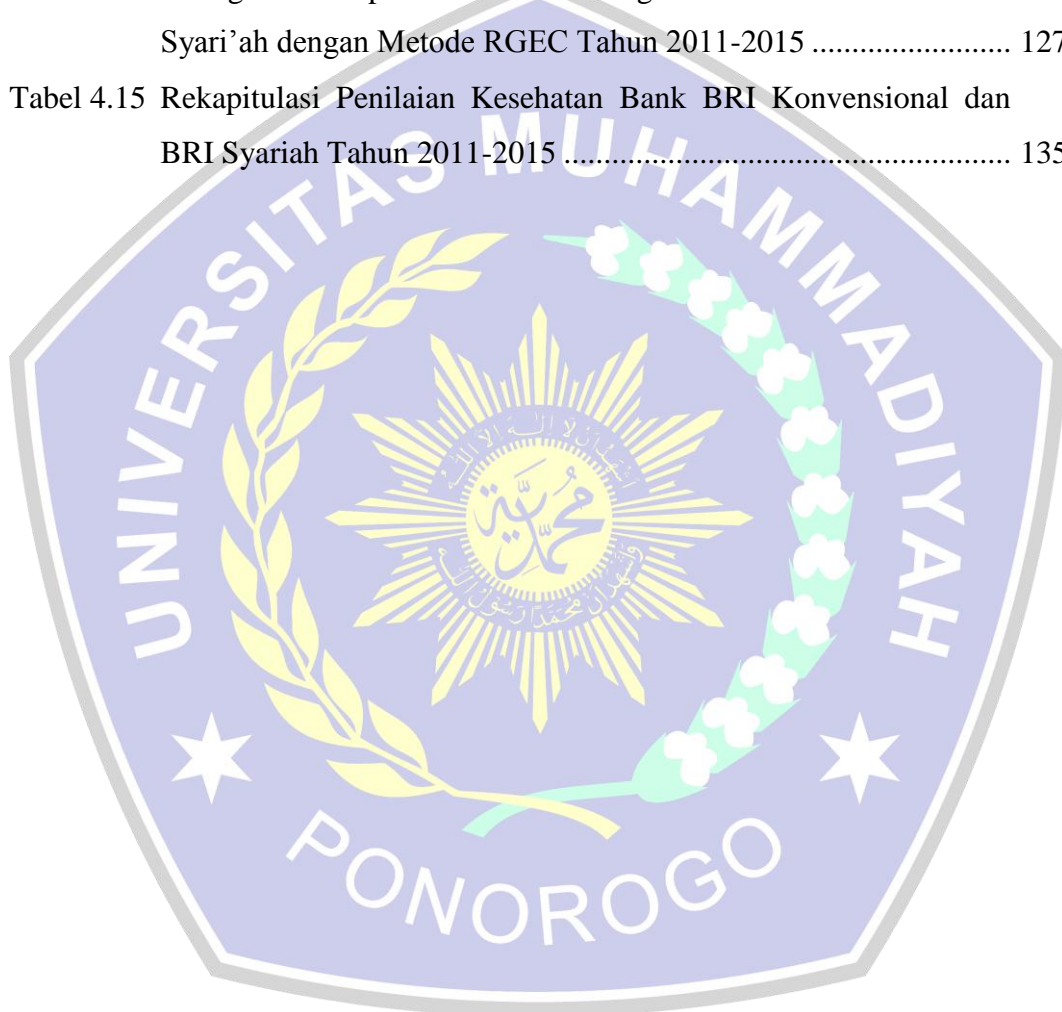 Syari’ah dengan Metode RGEC Tahun 2011-2015 ........................ 127
Tabel 4.15 Rekapitulasi Penilaian Kesehatan Bank BRI Konvensional dan
BRI Syariah Tahun 2011-2015 ................................................ 135
UNIVERSITAS MUHAMMADIYAH
محمدية
PONOROGO